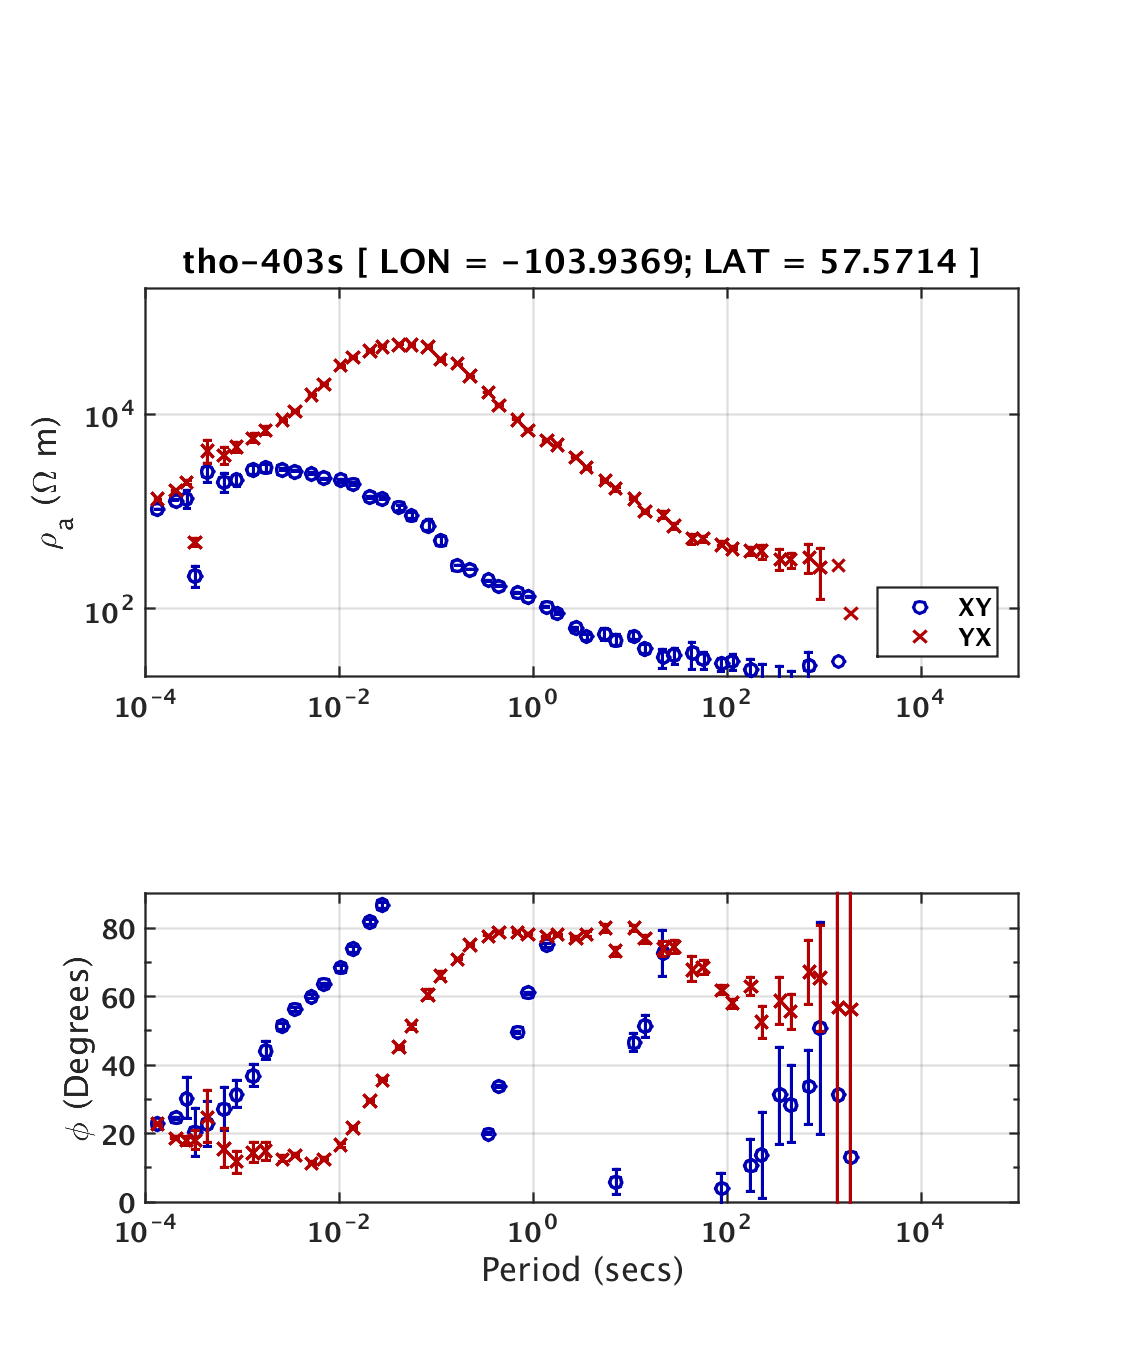 tho-403s [ LON = -103.9369; LAT = 57.5714 ]
ρa (Ω m)
10^4
10^2
XY
YX
10^-4 10^-2 10^0 10^2 10^4
ϕ (Degrees)
80
60
40
20
0
10^-4 10^-2 10^0 10^2 10^4
Period (secs)